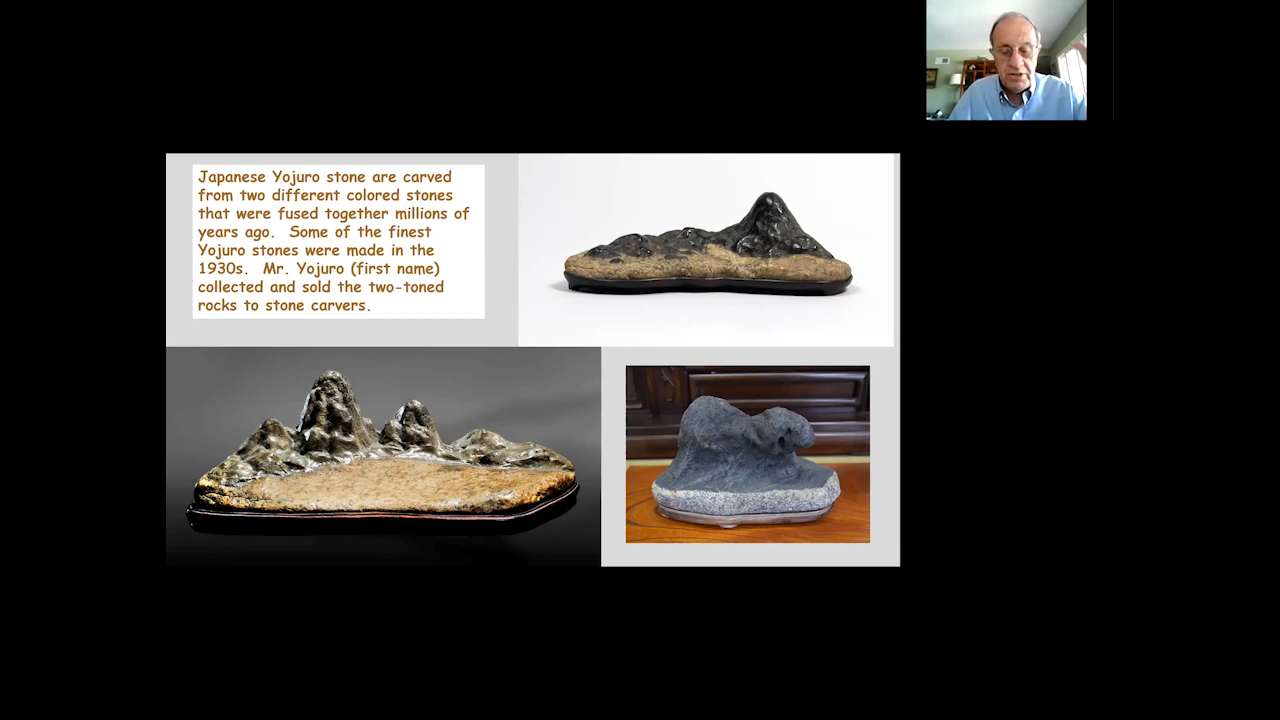 Japanese Yojuro stone are carved
from two different colored stones
that were fused together millions of
years ago.  Some of the finest
Yojuro stones were made in the
1930s.  Mr. Yojuro (first name)
collected and sold the two-toned
rocks to stone carvers.